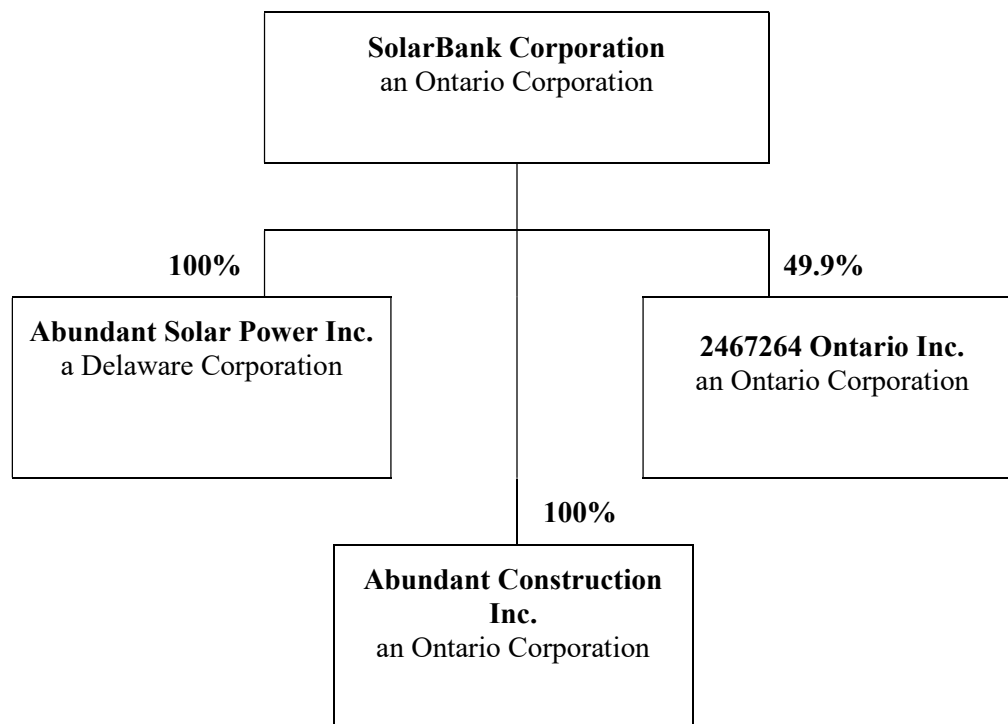 SolarBank Corporation
an Ontario Corporation
100%
49.9%
Abundant Solar Power Inc.
a Delaware Corporation
2467264 Ontario Inc.
an Ontario Corporation
100%
Abundant Construction
Inc.
an Ontario Corporation